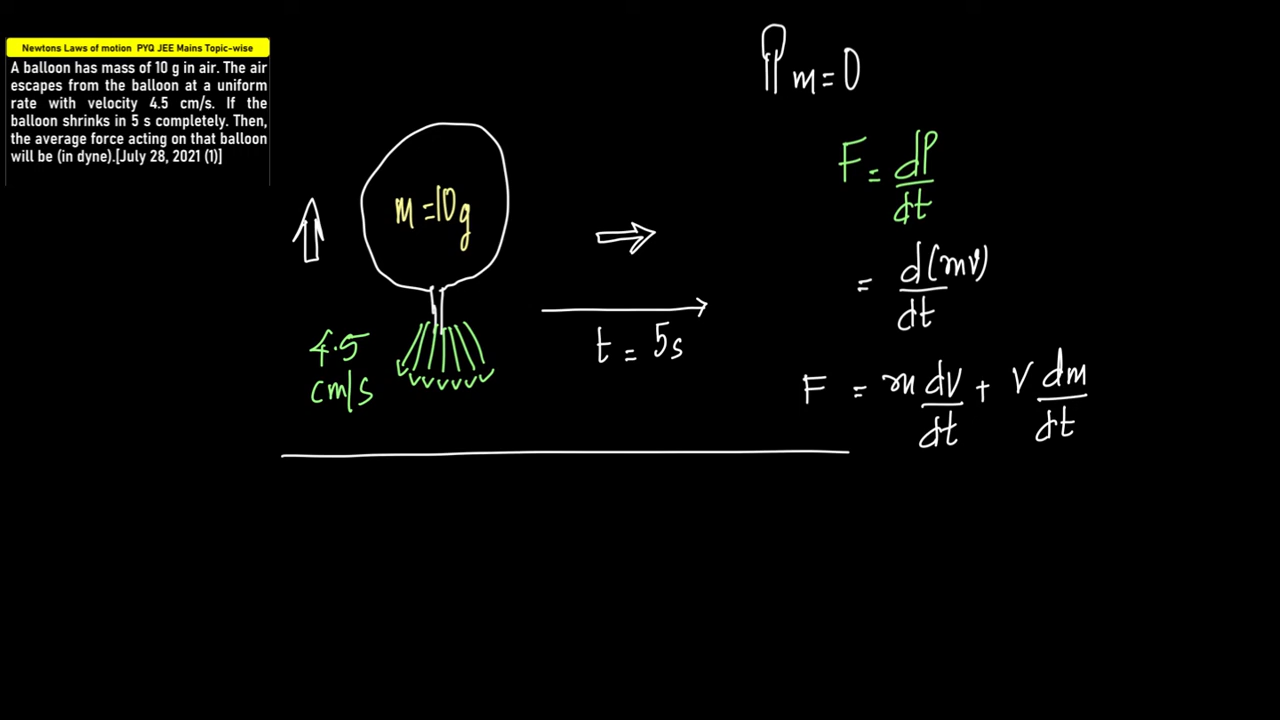 Newtons Laws of motion PYQ JEE Mains Topic-wise
A balloon has mass of 10 g in air. The air
escapes from the balloon at a uniform
rate with velocity 4.5 cm/s. If the
balloon shrinks in 5 s completely. Then,
the average force acting on that balloon
will be (in dyne).[July 28, 2021 (1)]
m = 10g
4.5
cm/s
t = 5s
m = 0
F = dP/dt
= d(mv)/dt
F = m dv/dt + v dm/dt